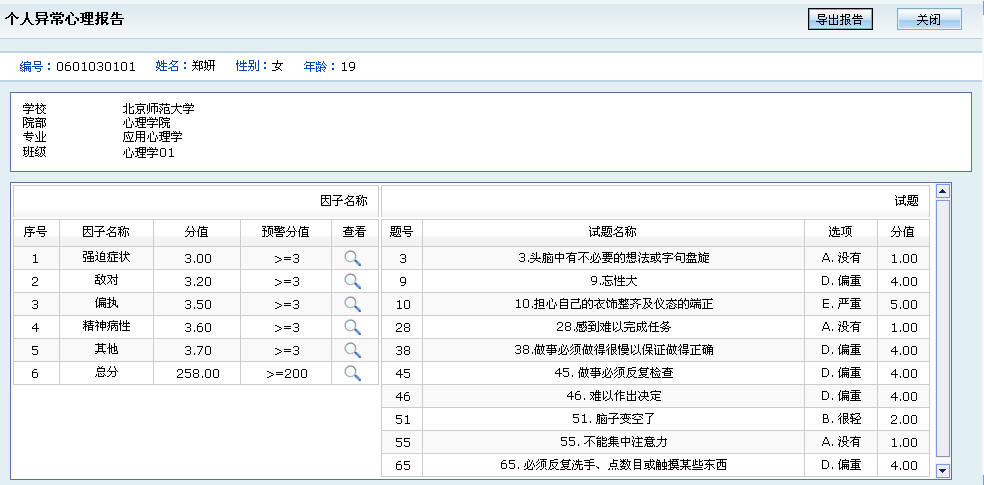 个人异常心理报告 导出报告 关闭
编号：0601030101 姓名：郑妍 性别：女 年龄：19
学校 北京师范大学
院部 心理学院
专业 应用心理学
班级 心理学01
因子名称 试题
序号 因子名称 分值 预警分值 查看 题号 试题名称 选项 分值
1 强迫症状 3.00 >=3 3 3.头脑中有不必要的想法或字句盘旋 A.没有 1.00
2 敌对 3.20 >=3 9 9.忘性大 D.偏重 4.00
3 偏执 3.50 >=3 10 10.担心自己的衣饰整齐及仪态的端正 E.严重 5.00
4 精神病性 3.60 >=3 28 28.感到难以完成任务 A.没有 1.00
5 其他 3.70 >=3 38 38.做事必须做得很慢以保证做得正确 D.偏重 4.00
6 总分 258.00 >=200 45 45. 做事必须反复检查 D.偏重 4.00
46 46. 难以作出决定 D.偏重 4.00
51 51. 脑子变空了 B.很轻 2.00
55 55. 不能集中注意力 A.没有 1.00
65 65. 必须反复洗手、点数目或触摸某些东西 D.偏重 4.00